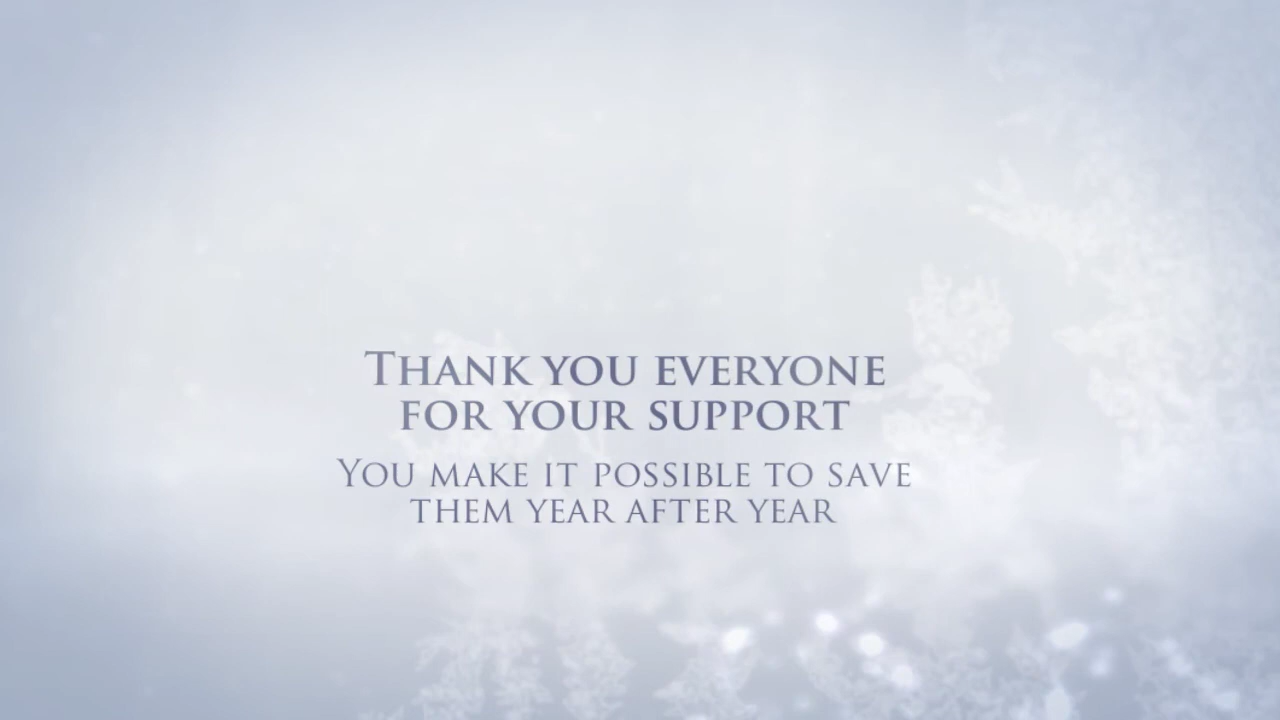 Thank you everyone
for your support
You make it possible to save
them year after year